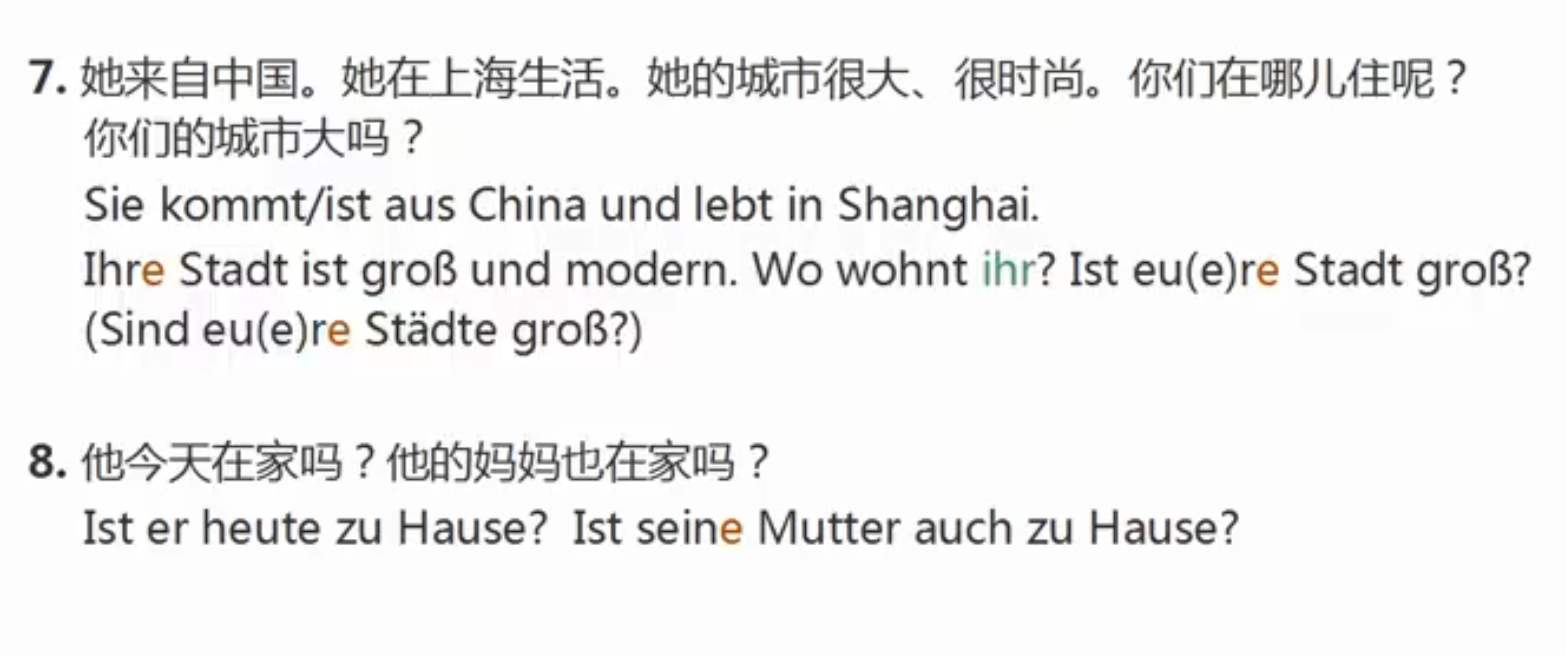 7. 她来自中国。她在上海生活。她的城市很大、很时尚。你们在哪儿住呢？
你们的城市大吗？
Sie kommt/ist aus China und lebt in Shanghai.
Ihre Stadt ist groß und modern. Wo wohnt ihr? Ist eu(e)re Stadt groß?
(Sind eu(e)re Städte groß?)
8. 他今天在家吗？他的妈妈也在家吗？
Ist er heute zu Hause? Ist seine Mutter auch zu Hause?